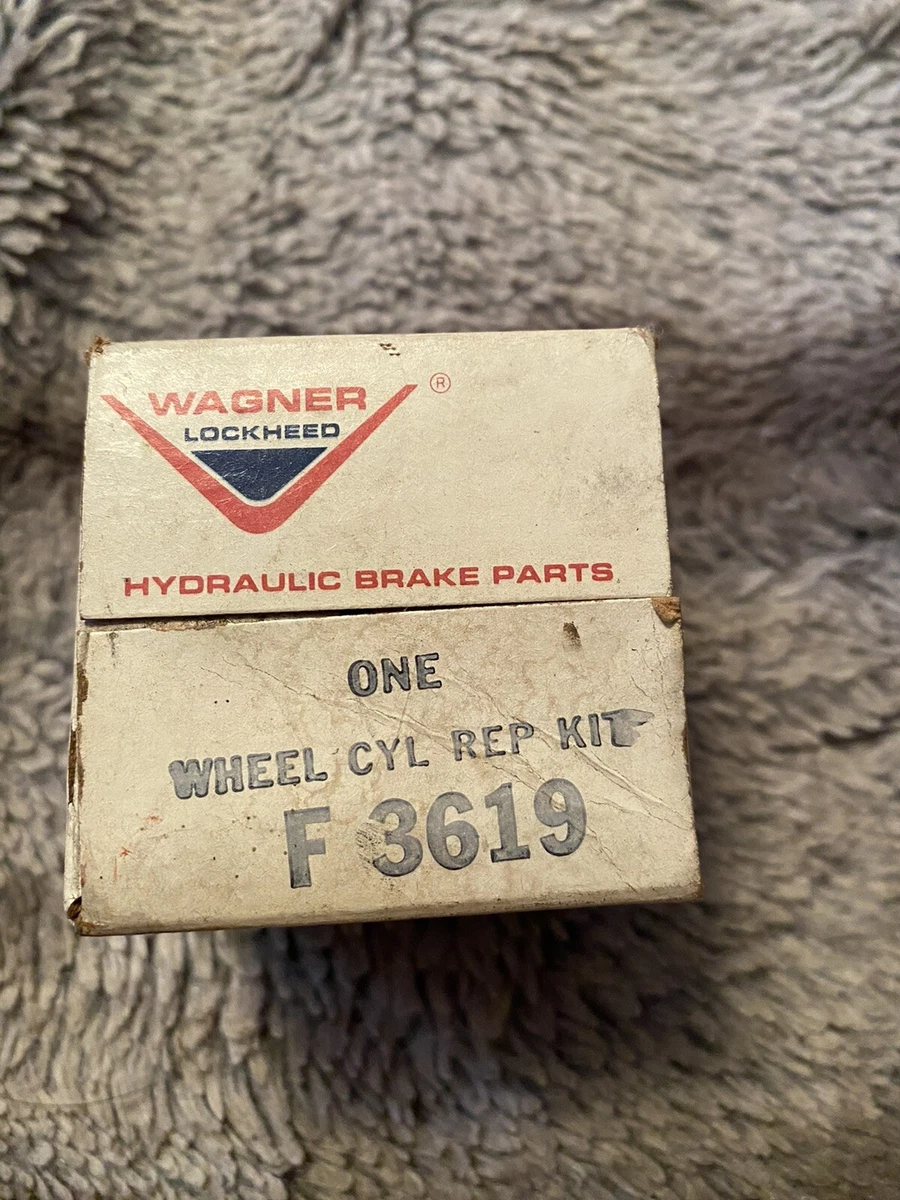 WAGNER ®
LOCKHEED
HYDRAULIC BRAKE PARTS
ONE
WHEEL CYL REP KIT
F 3619